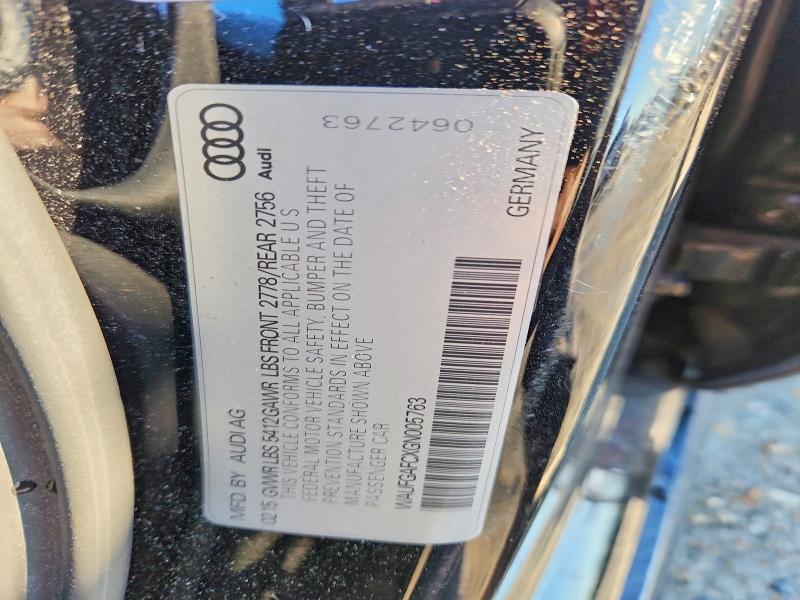 MFD. BY AUDI AG
02 15 GVWR LBS 5412 GAWR LBS FRONT 2778/REAR 2756
THIS VEHICLE CONFORMS TO ALL APPLICABLE U.S.
FEDERAL MOTOR VEHICLE SAFETY, BUMPER AND THEFT
PREVENTION STANDARDS IN EFFECT ON THE DATE OF
MANUFACTURE SHOWN ABOVE
PASSENGER CAR
WAUFGAFCXGN005763
Audi
GERMANY
0642763